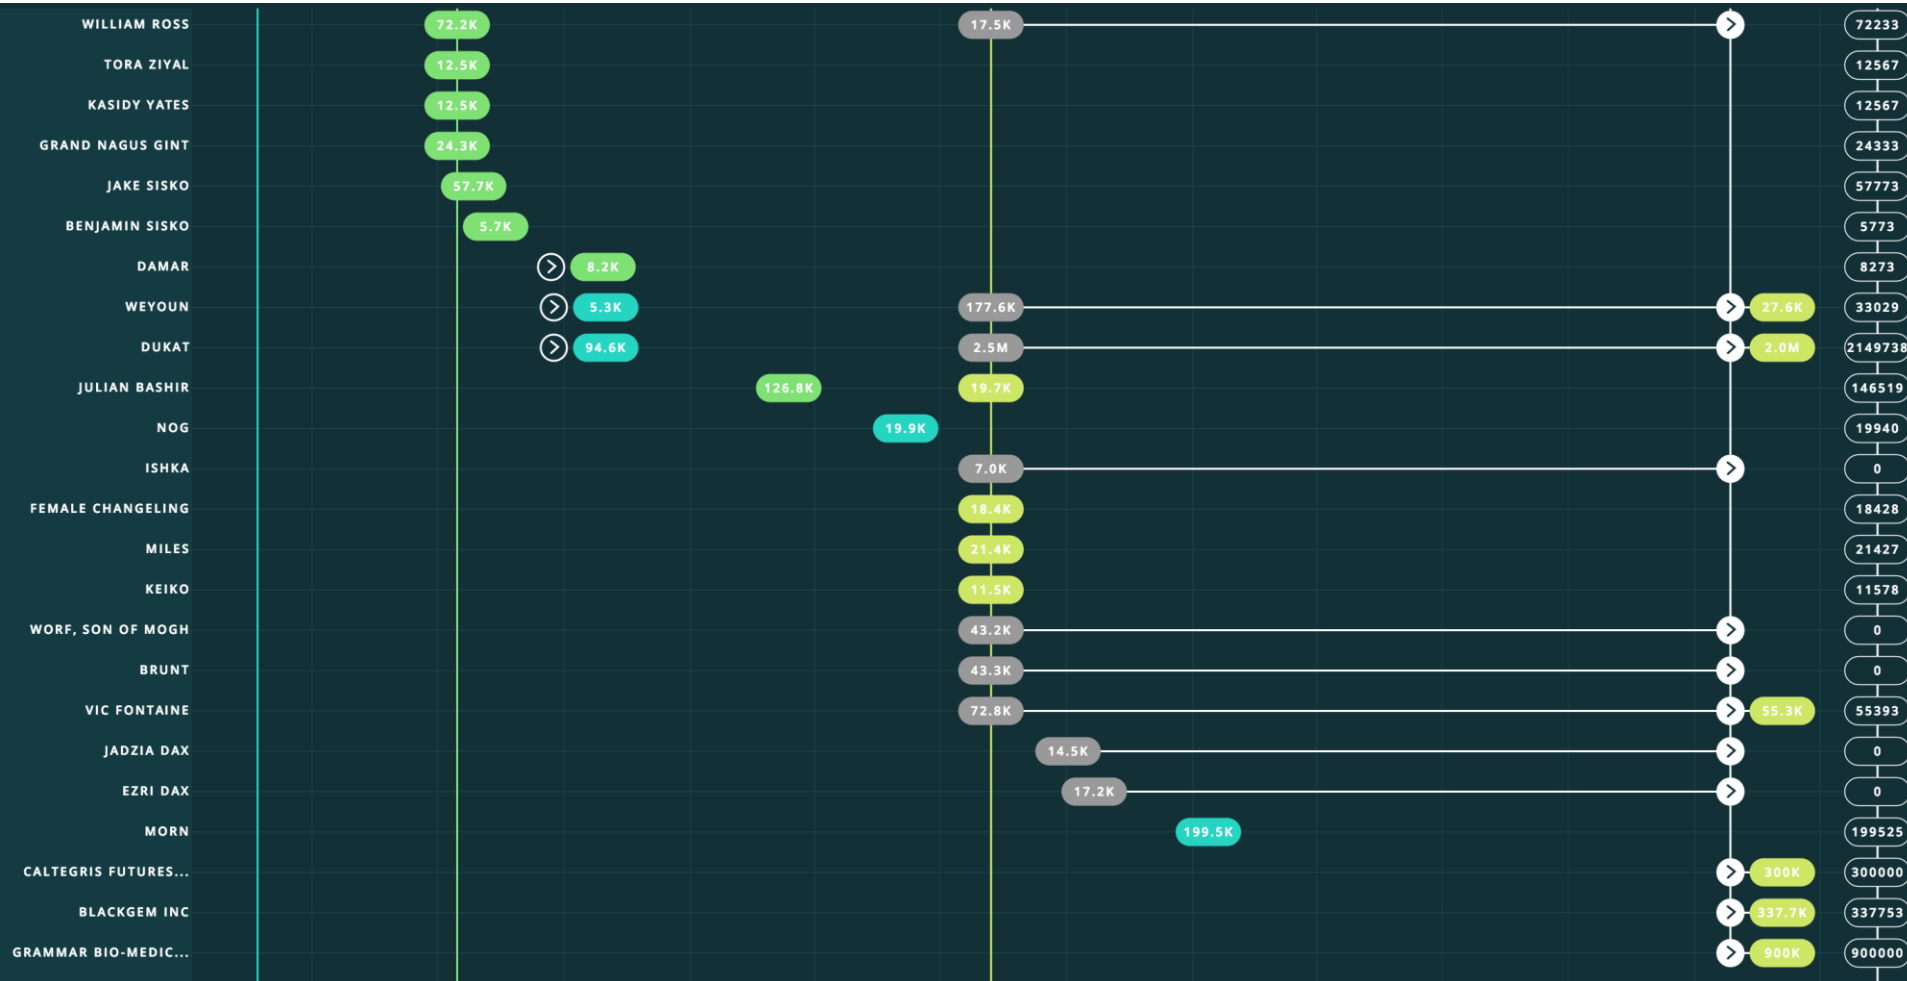 WILLIAM ROSS 72.2K 17.5K 72233
TORA ZIYAL 12.5K 12567
KASIDY YATES 12.5K 12567
GRAND NAGUS GINT 24.3K 24333
JAKE SISKO 57.7K 57773
BENJAMIN SISKO 5.7K 5773
DAMAR 8.2K 8273
WEYOUN 5.3K 177.6K 27.6K 33029
DUKAT 94.6K 2.5M 2.0M 2149738
JULIAN BASHIR 126.8K 19.7K 146519
NOG 19.9K 19940
ISHKA 7.0K 0
FEMALE CHANGELING 18.4K 18428
MILES 21.4K 21427
KEIKO 11.5K 11578
WORF, SON OF MOGH 43.2K 0
BRUNT 43.3K 0
VIC FONTAINE 72.8K 55.3K 55393
JADZIA DAX 14.5K 0
EZRI DAX 17.2K 0
MORN 199.5K 199525
CALTEGRIS FUTURES... 300K 300000
BLACKGEM INC 337.7K 337753
GRAMMAR BIO-MEDIC... 900K 900000